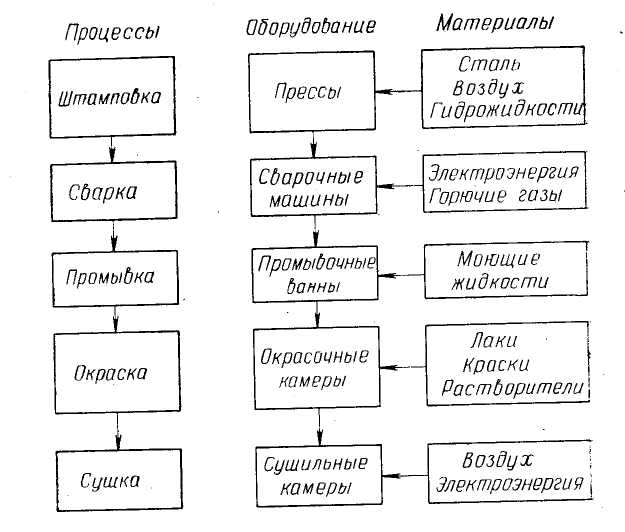 Процессы
Оборудование
Материалы
Штамповка
Прессы
Сталь
Воздух
Гидрожидкости
Сварка
Сварочные
машины
Электроэнергия
Горючие газы
Промывка
Промывочные
ванны
Моющие
жидкости
Окраска
Окрасочные
камеры
Лаки
Краски
Растворители
Сушка
Сушильные
камеры
Воздух
Электроэнергия